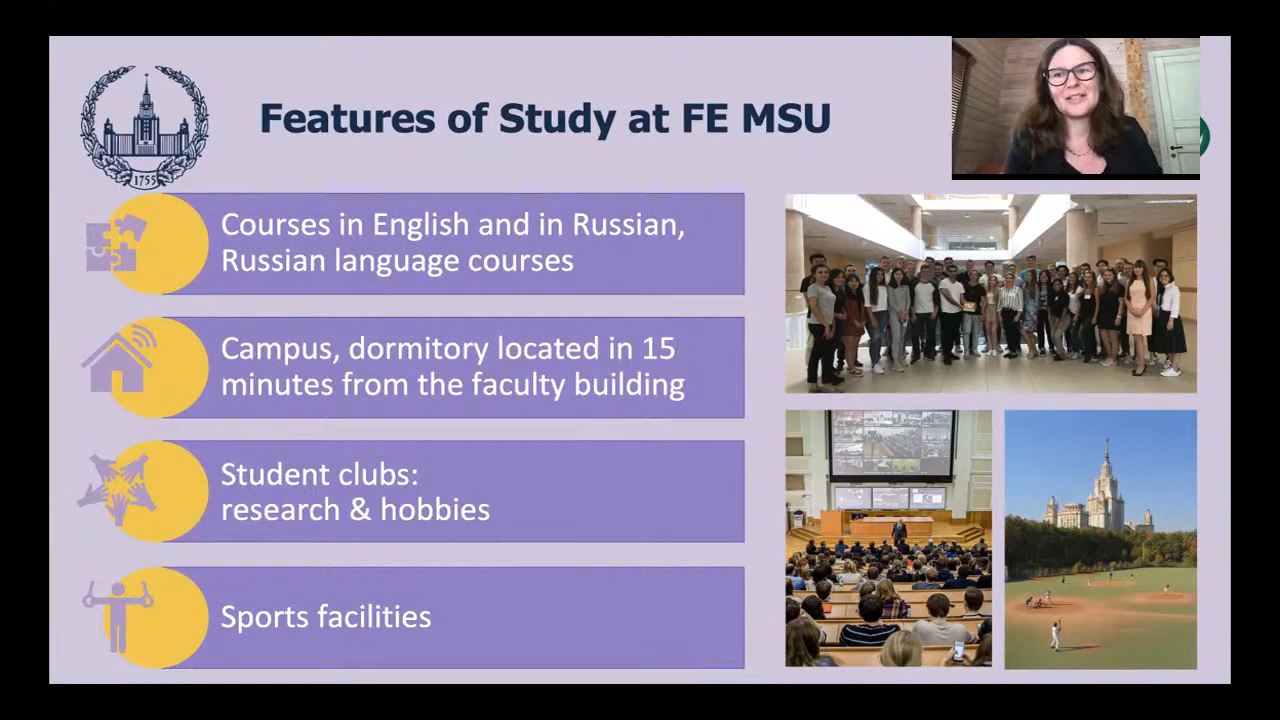 1755
Features of Study at FE MSU
Courses in English and in Russian,
Russian language courses
Campus, dormitory located in 15
minutes from the faculty building
Student clubs:
research & hobbies
Sports facilities